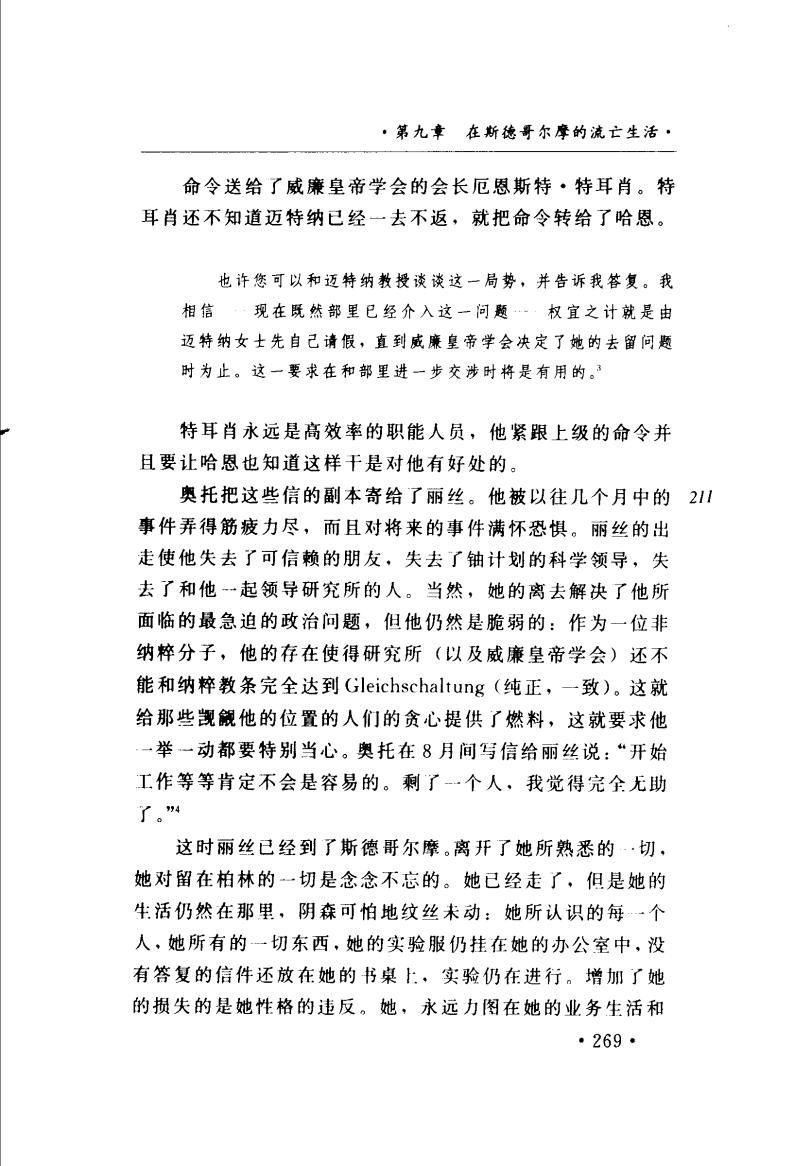 ·第九章 在斯德哥尔摩的流亡生活·
命令送给了威廉皇帝学会的会长厄恩斯特·特耳肖。特
耳肖还不知道迈特纳已经一去不返，就把命令转给了哈恩。
也许您可以和迈特纳教授谈谈这一局势，并告诉我答复。我
相信——现在既然部里已经介入这一问题——权宜之计就是由
迈特纳女士先自己请假，直到威廉皇帝学会决定了她的去留问题
时为止。这一要求在和部里进一步交涉时将是有用的。³
特耳肖永远是高效率的职能人员，他紧跟上级的命令并
且要让哈恩也知道这样干是对他有好处的。
奥托把这些信的副本寄给了丽丝。他被以往几个月中的 211
事件弄得筋疲力尽，而且对将来的事件满怀恐惧。丽丝的出
走使他失去了可信赖的朋友，失去了铀计划的科学领导，失
去了和他一起领导研究所的人。当然，她的离去解决了他所
面临的最急迫的政治问题，但他仍然是脆弱的：作为一位非
纳粹分子，他的存在使得研究所（以及威廉皇帝学会）还不
能和纳粹教条完全达到 Gleichschaltung（纯正，一致）。这就
给那些觊觎他的位置的人们的贪心提供了燃料，这就要求他
一举一动都要特别当心。奥托在 8 月间写信给丽丝说：“开始
工作等等肯定不会是容易的。剩了一个人，我觉得完全无助
了。”⁴
这时丽丝已经到了斯德哥尔摩。离开了她所熟悉的一切，
她对留在柏林的一切是念念不忘的。她已经走了，但是她的
生活仍然在那里，阴森可怕地纹丝未动：她所认识的每一个
人，她所有的一切东西，她的实验服仍挂在她的办公室中，没
有答复的信件还放在她的书桌上，实验仍在进行。增加了她
的损失的是她性格的违反。她，永远力图在她的业务生活和
·269·